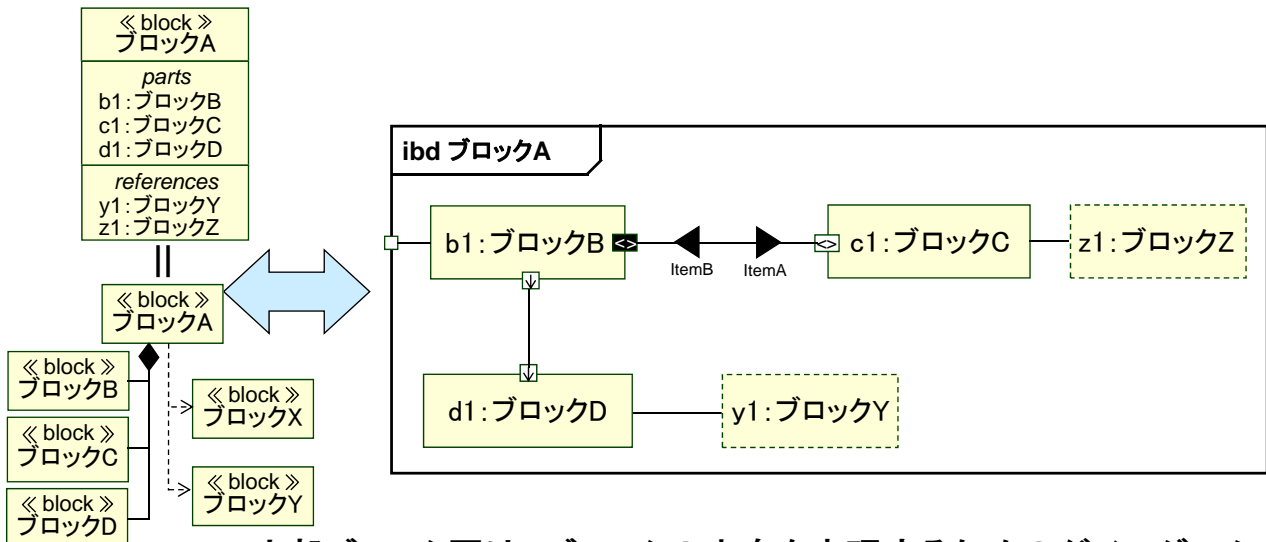 ≪ block ≫
ブロックA
parts
b1:ブロックB
c1:ブロックC
d1:ブロックD
references
y1:ブロックY
z1:ブロックZ
≪ block ≫
ブロックA
≪ block ≫
ブロックB
≪ block ≫
ブロックC
≪ block ≫
ブロックD
≪ block ≫
ブロックX
≪ block ≫
ブロックY
ibd ブロックA
b1:ブロックB
ItemB
ItemA
c1:ブロックC
z1:ブロックZ
d1:ブロックD
y1:ブロックY